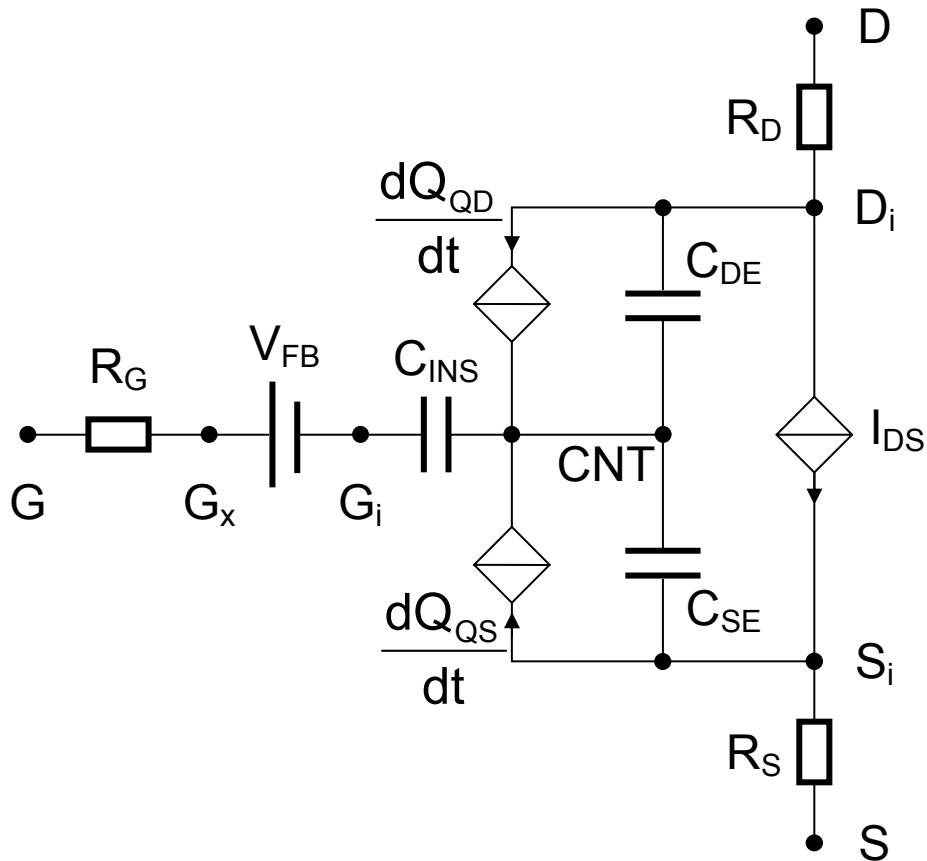 D
R_D
dQ_QD
dt
D_i
C_DE
V_FB
R_G
C_INS
I_DS
CNT
G
G_x
G_i
dQ_QS
dt
C_SE
S_i
R_S
S